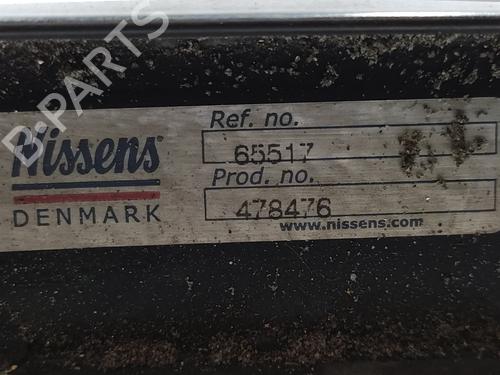 B-PARTS
Nissens
DENMARK
Ref. no.
65517
Prod. no.
478476
www.nissens.com